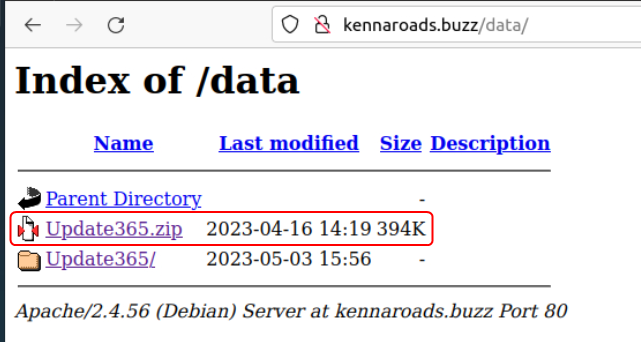 kennaroads.buzz/data/
Index of /data
Name Last modified Size Description
Parent Directory -
Update365.zip 2023-04-16 14:19 394K
Update365/ 2023-05-03 15:56 -
Apache/2.4.56 (Debian) Server at kennaroads.buzz Port 80